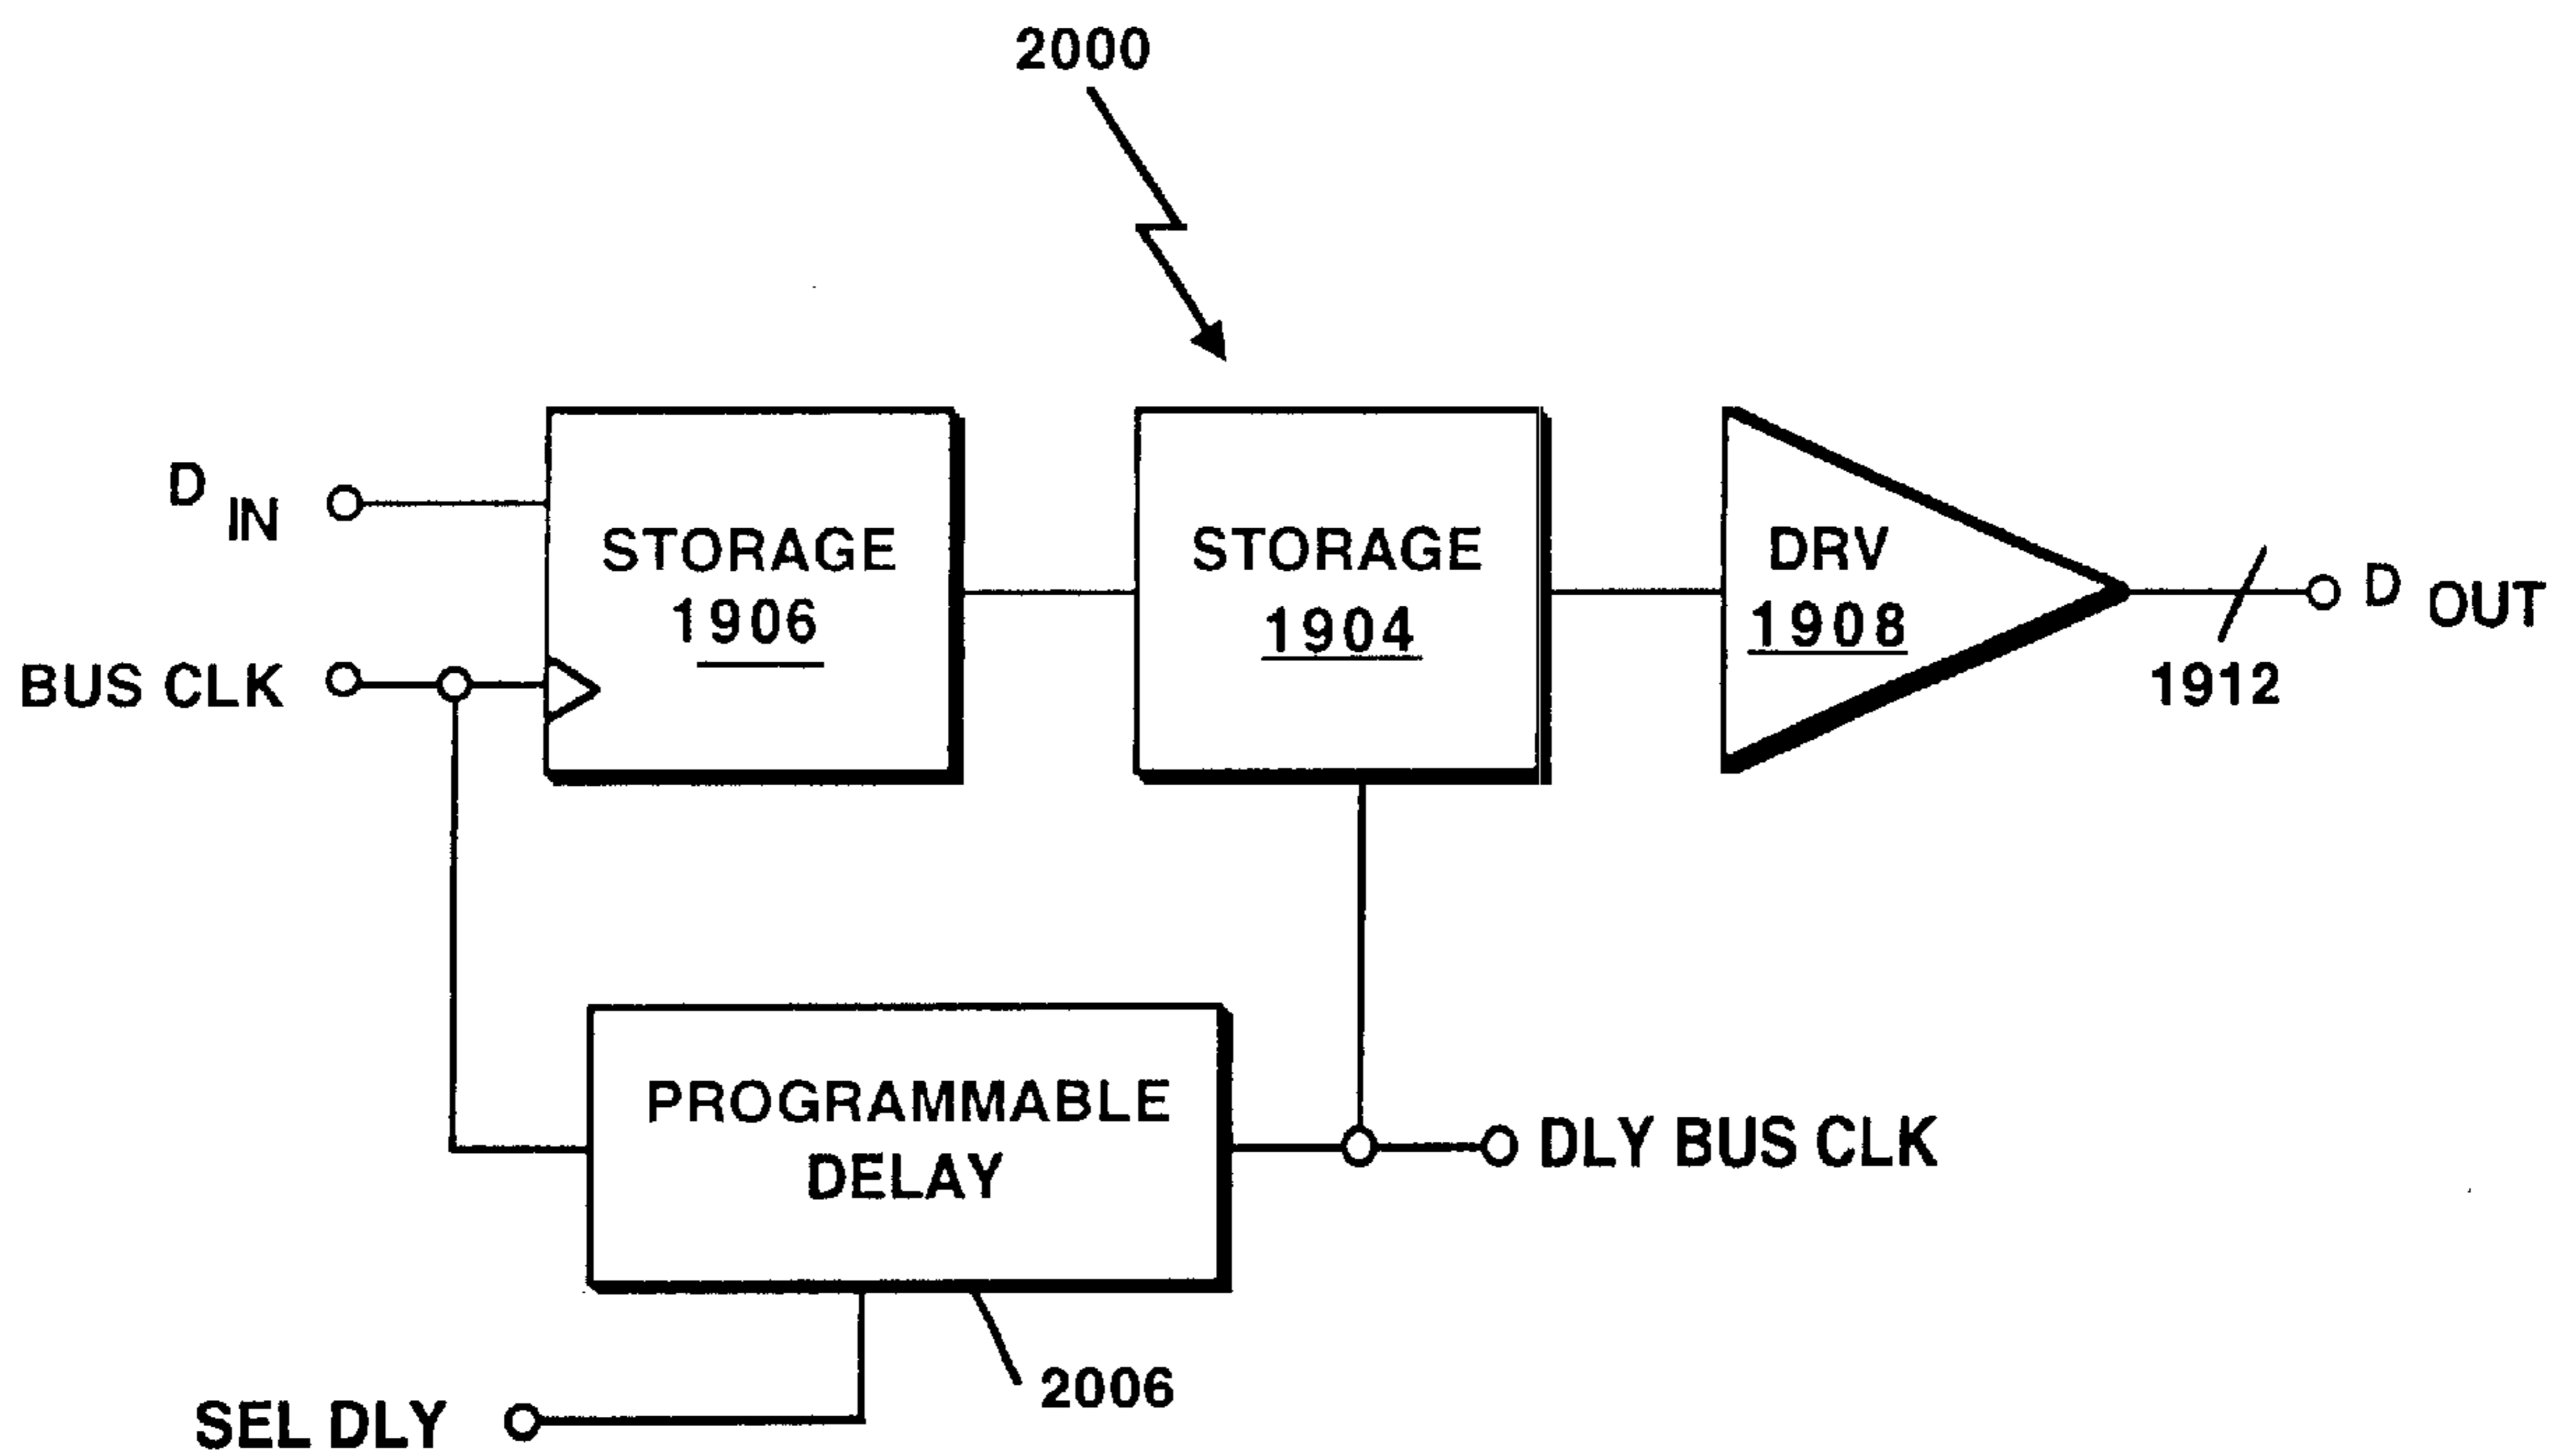 2000
D IN
STORAGE
1906
STORAGE
1904
DRV
1908
D OUT
1912
BUS CLK
PROGRAMMABLE
DELAY
DLY BUS CLK
2006
SEL DLY